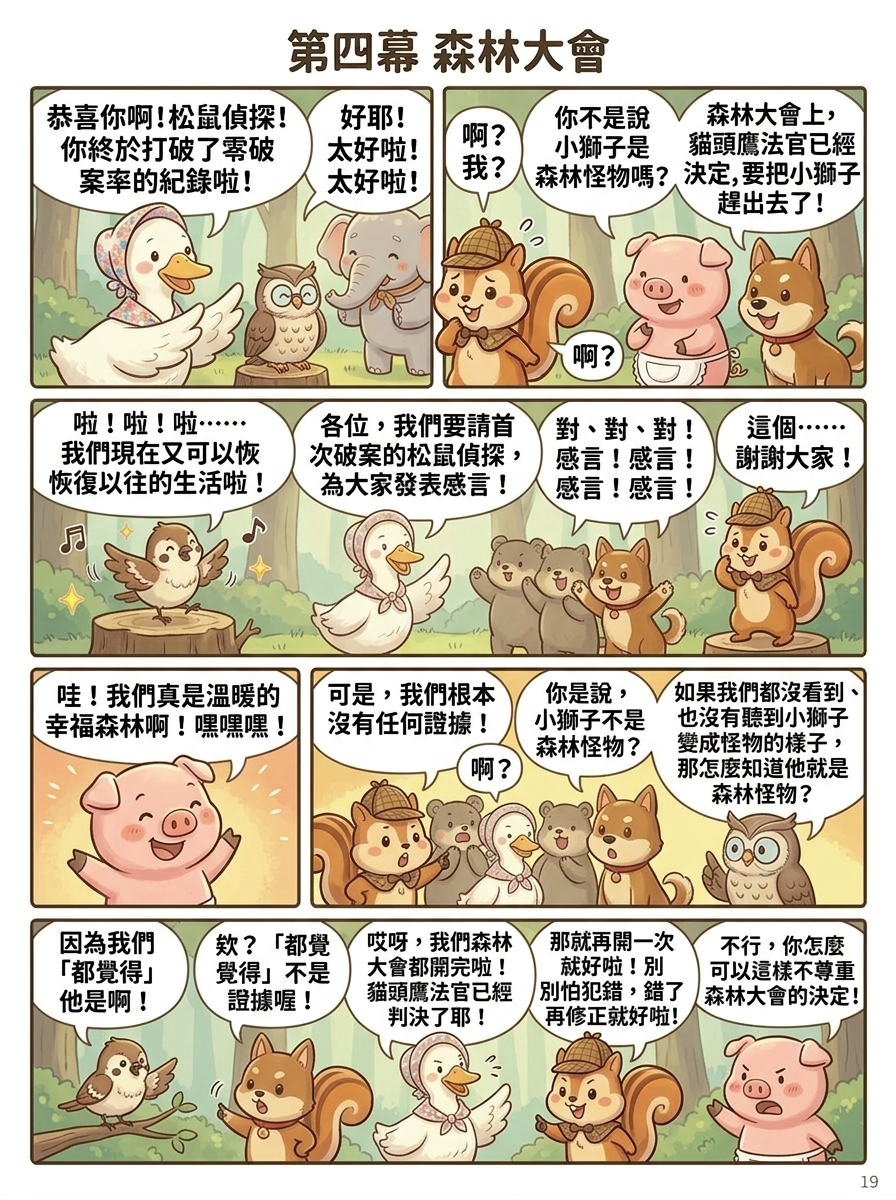 第四幕 森林大會
恭喜你啊！松鼠偵探！
你終於打破了零破
案率的紀錄啦！
好耶！
太好啦！
太好啦！
啊？
我？
你不是說
小獅子是
森林怪物嗎？
森林大會上，
貓頭鷹法官已經
決定，要把小獅子
趕出去了！
啊？
啦！啦！啦⋯⋯
我們現在又可以恢
恢復以往的生活啦！
各位，我們要請首
次破案的松鼠偵探，
為大家發表感言！
對、對、對！
感言！感言！
感言！感言！
這個⋯⋯
謝謝大家！
哇！我們真是溫暖的
幸福森林啊！嘿嘿嘿！
可是，我們根本
沒有任何證據！
啊？
你是說，
小獅子不是
森林怪物？
如果我們都沒看到、
也沒有聽到小獅子
變成怪物的樣子，
那怎麼知道他就是
森林怪物？
因為我們
「都覺得」
他是啊！
欸？「都覺
覺得」不是
證據喔！
哎呀，我們森林
大會都開完啦！
貓頭鷹法官已經
判決了耶！
那就再開一次
就好啦！別
別怕犯錯，錯了
再修正就好啦！
不行，你怎麼
可以這樣不尊重
森林大會的決定！
19